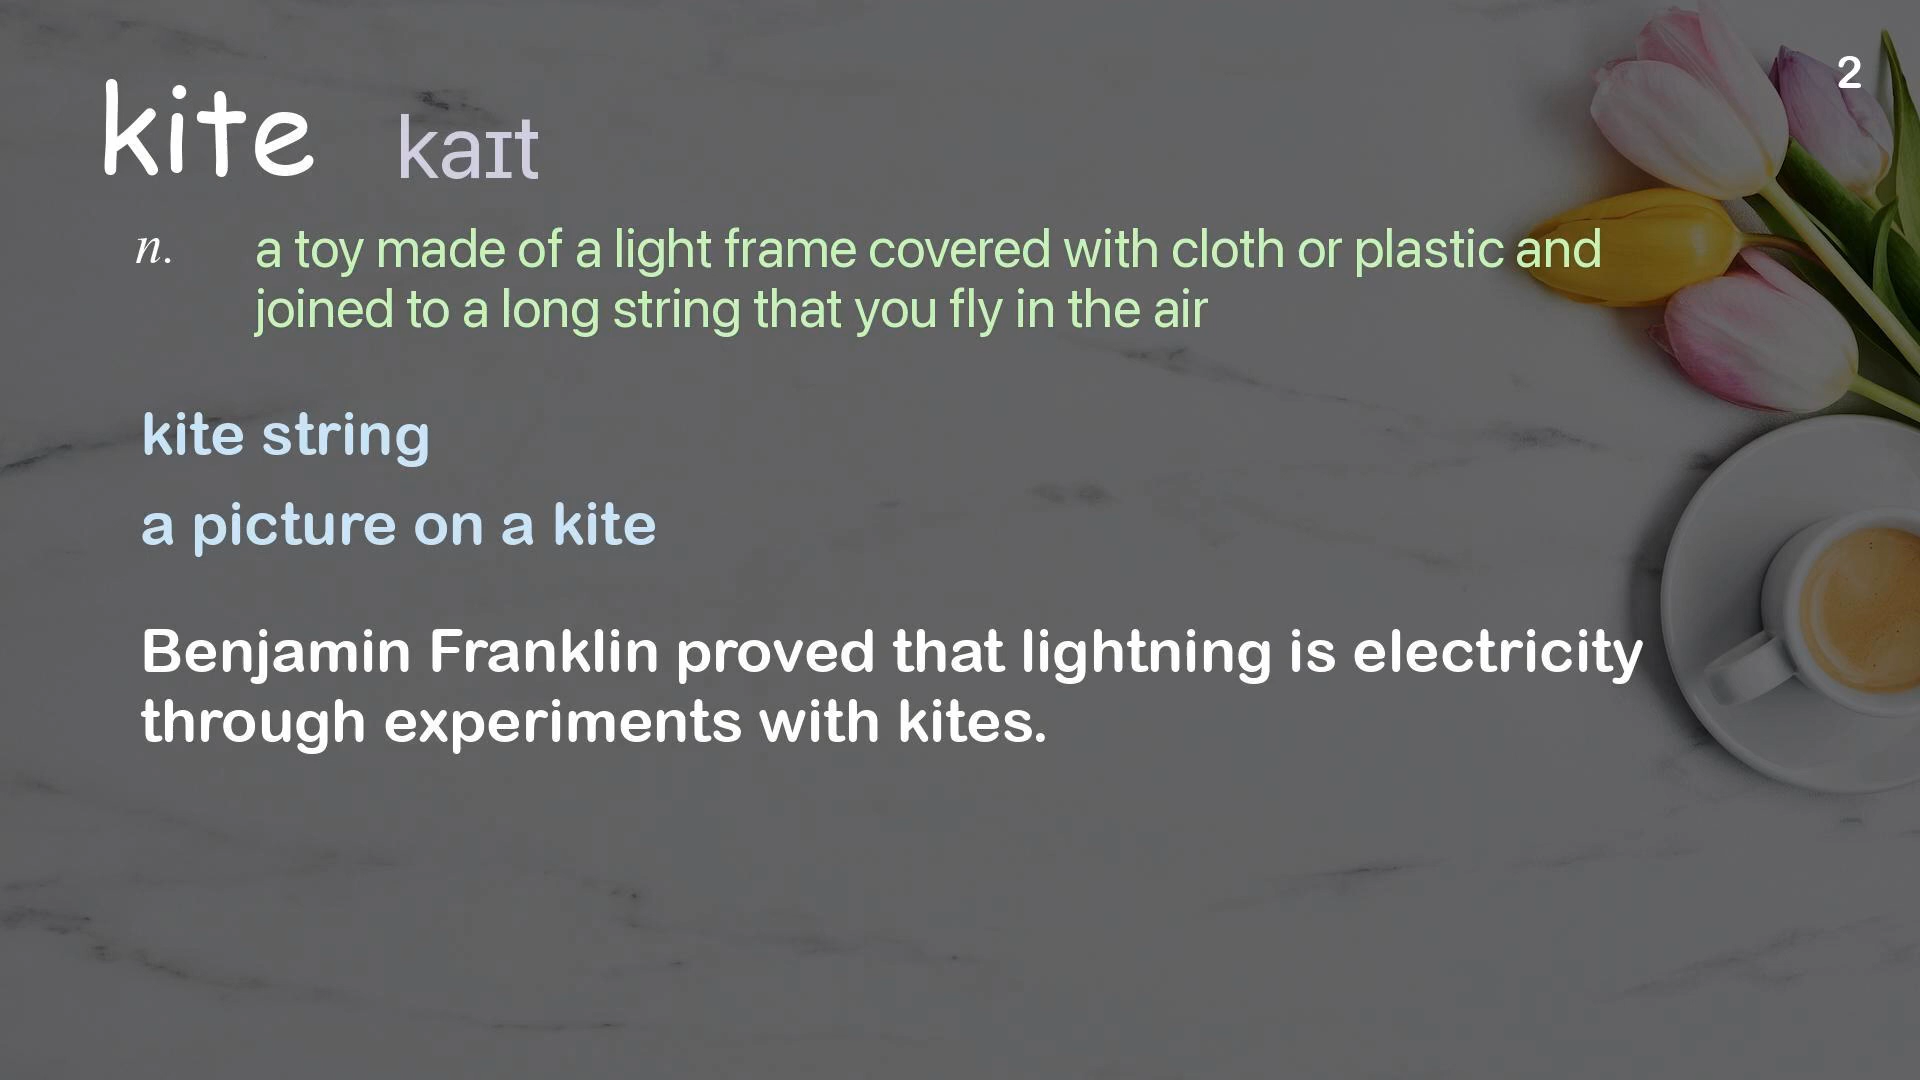 2
kite kaɪt
n. a toy made of a light frame covered with cloth or plastic and
joined to a long string that you fly in the air
kite string
a picture on a kite
Benjamin Franklin proved that lightning is electricity
through experiments with kites.